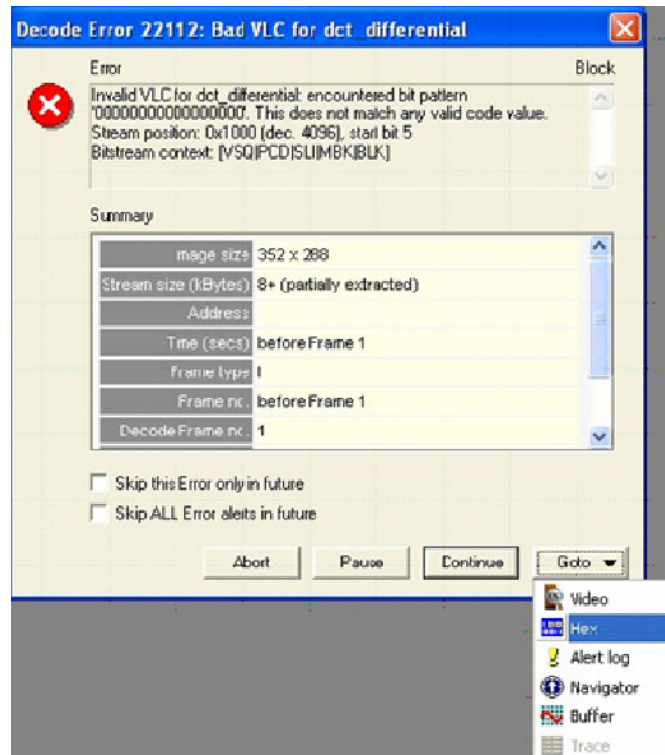 Decode Error 22112: Bad VLC for dct_differential
Error Block
Invalid VLC for dct_differential: encountered bit pattern
'0000000000000000'. This does not match any valid code value.
Stream position: 0x1000 (dec. 4096), start bit 5
Bitstream context: [VSQ|PCD|SLI|MBK|BLK]
Summary
mage size 352 x 288
Stream size (kBytes) 8+ (partially extracted)
Address
Time (secs) before Frame 1
Frame type I
Frame nr. before Frame 1
Decode Frame nr. 1
Skip this Error only in future
Skip ALL Error alerts in future
Abort Pause Continue Goto
Video
Hex
Alert log
Navigator
Buffer
Trace